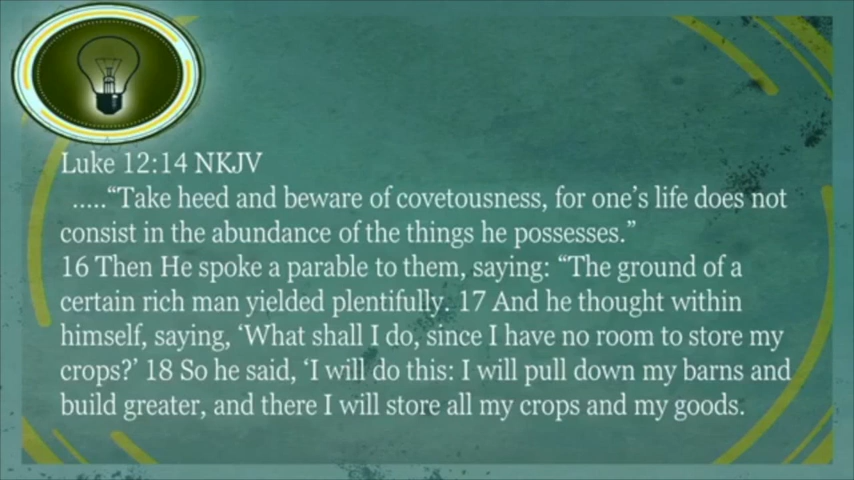 Luke 12:14 NKJV
.....“Take heed and beware of covetousness, for one’s life does not
consist in the abundance of the things he possesses.”
16 Then He spoke a parable to them, saying: “The ground of a
certain rich man yielded plentifully. 17 And he thought within
himself, saying, ‘What shall I do, since I have no room to store my
crops?’ 18 So he said, ‘I will do this: I will pull down my barns and
build greater, and there I will store all my crops and my goods.